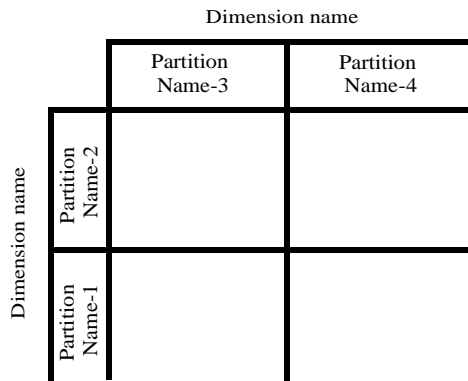 Dimension name
Partition
Name-3
Partition
Name-4
Dimension name
Partition
Name-2
Partition
Name-1